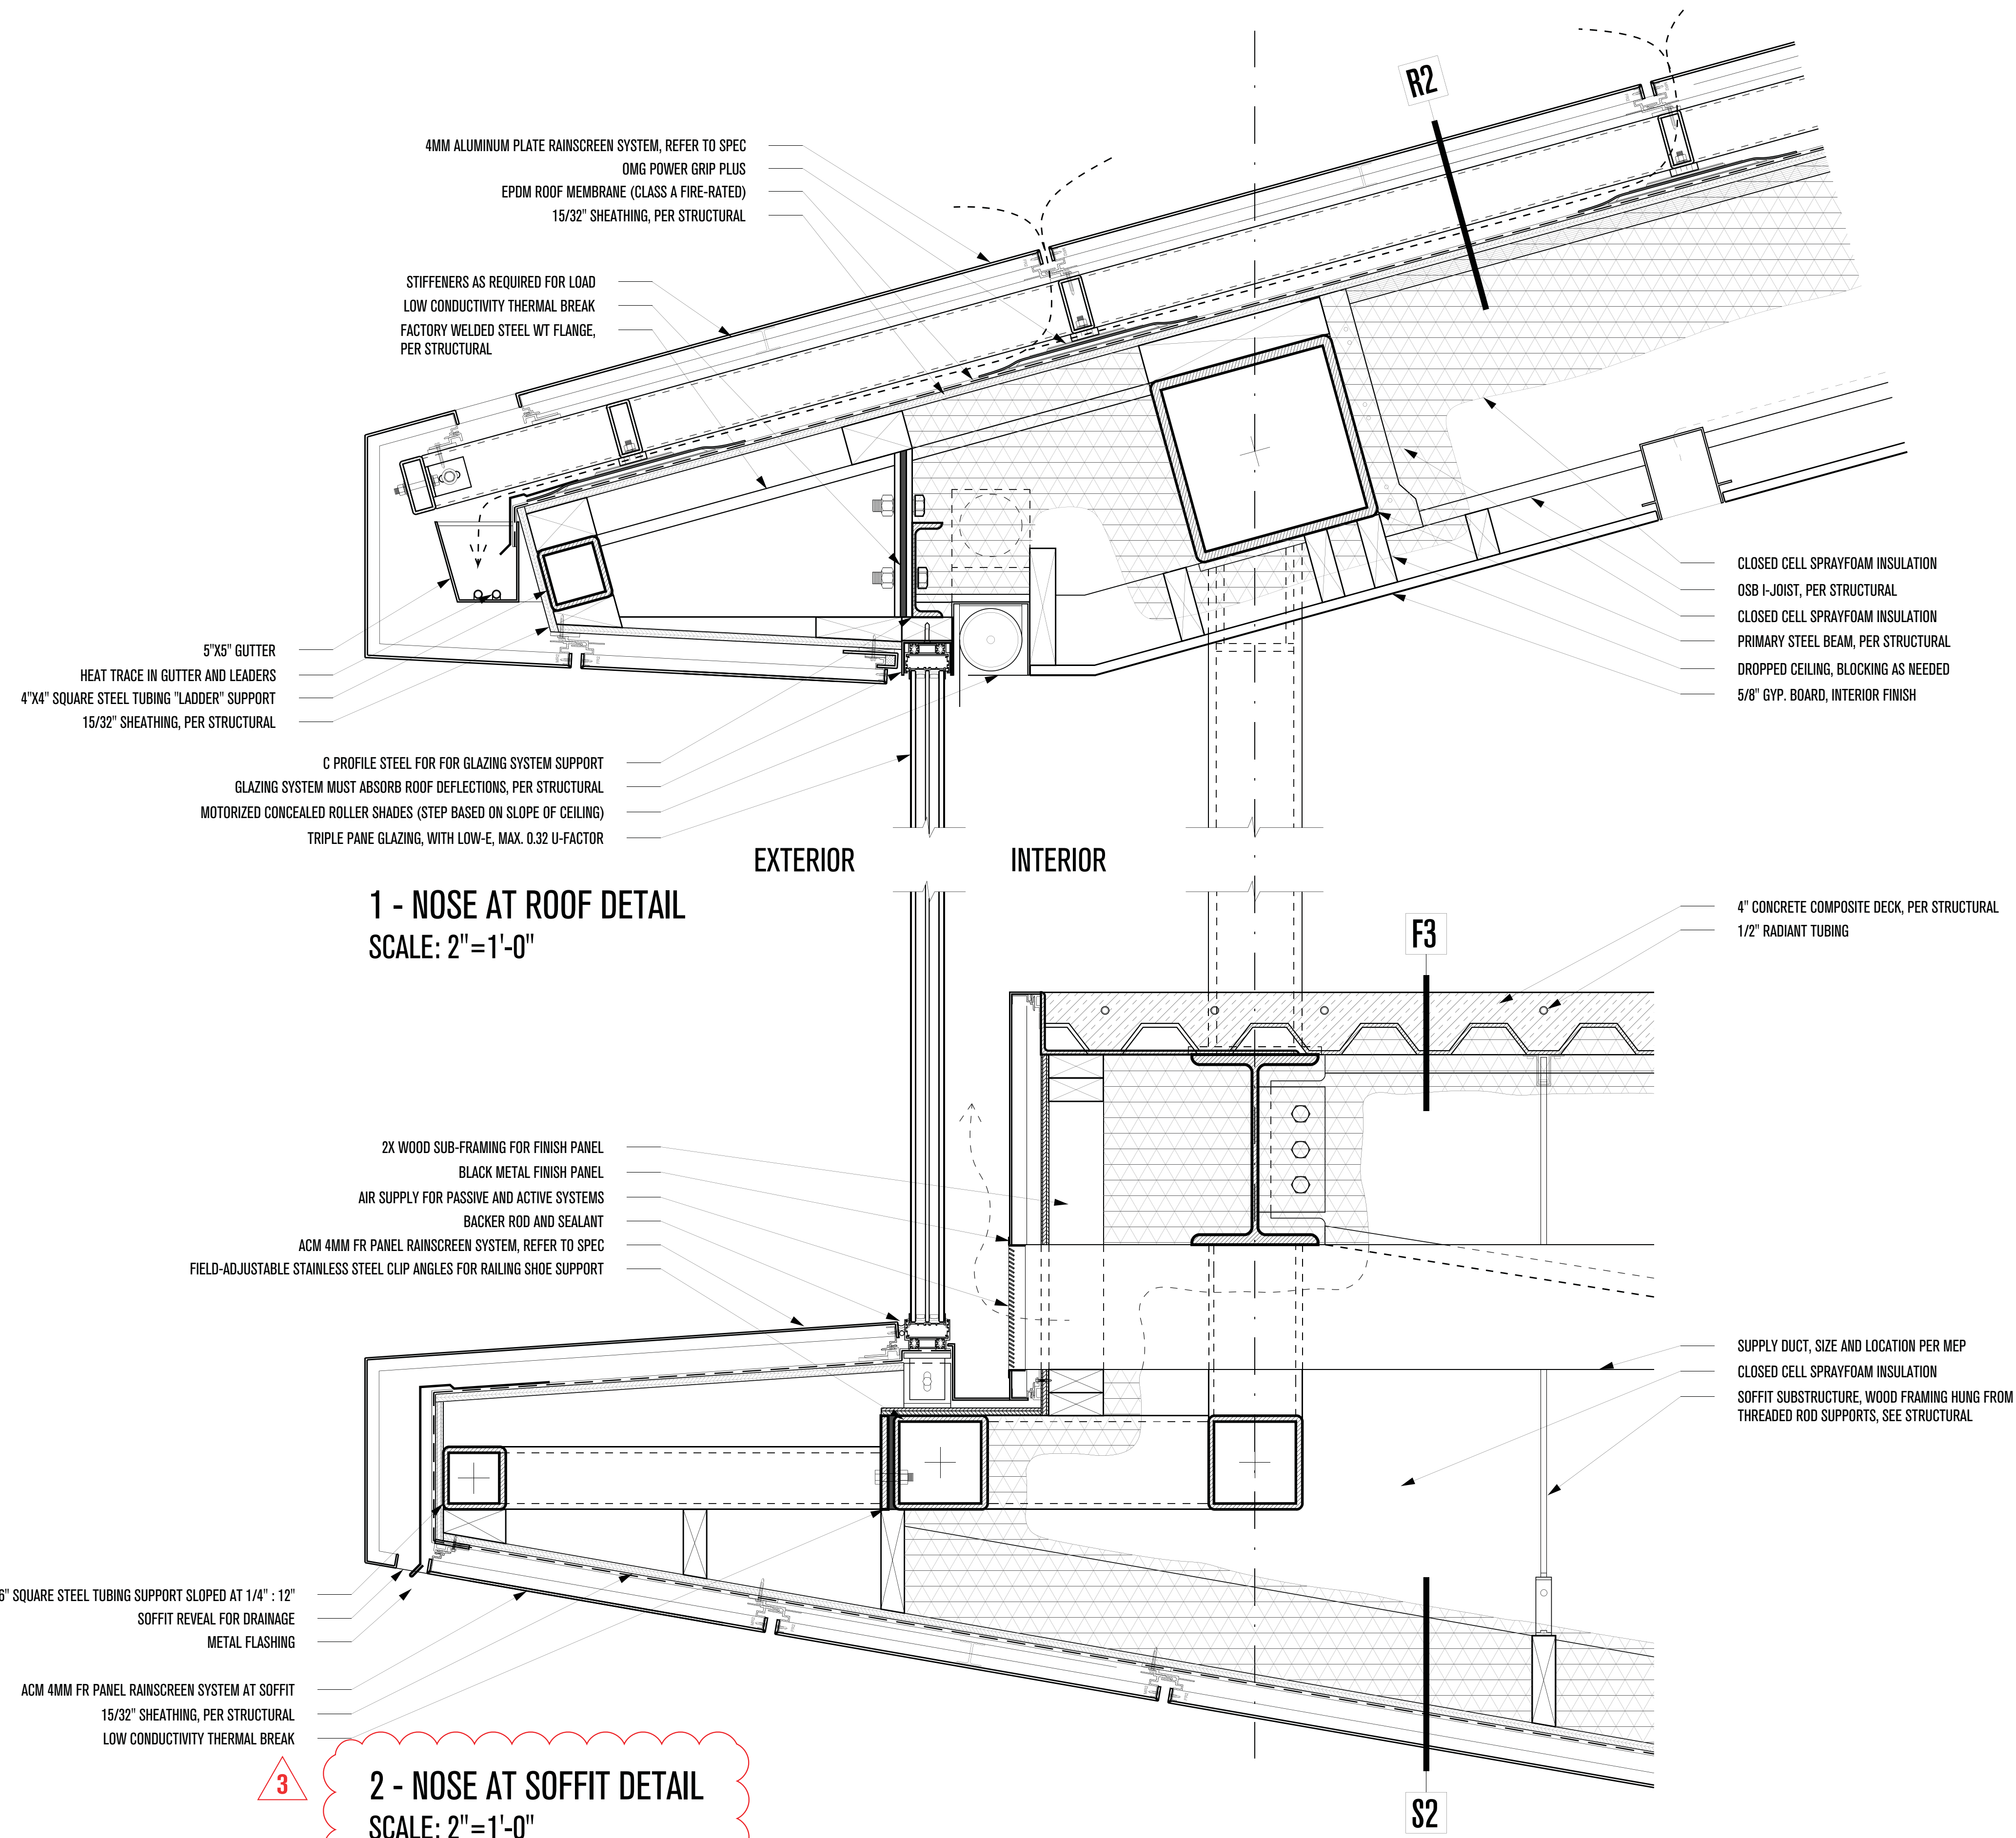 R2
4MM ALUMINUM PLATE RAINSCREEN SYSTEM, REFER TO SPEC
OMG POWER GRIP PLUS
EPDM ROOF MEMBRANE (CLASS A FIRE-RATED)
15/32" SHEATHING, PER STRUCTURAL
STIFFENERS AS REQUIRED FOR LOAD
LOW CONDUCTIVITY THERMAL BREAK
FACTORY WELDED STEEL WT FLANGE,
PER STRUCTURAL
CLOSED CELL SPRAYFOAM INSULATION
OSB I-JOIST, PER STRUCTURAL
CLOSED CELL SPRAYFOAM INSULATION
PRIMARY STEEL BEAM, PER STRUCTURAL
DROPPED CEILING, BLOCKING AS NEEDED
5/8" GYP. BOARD, INTERIOR FINISH
5"X5" GUTTER
HEAT TRACE IN GUTTER AND LEADERS
4"X4" SQUARE STEEL TUBING "LADDER" SUPPORT
15/32" SHEATHING, PER STRUCTURAL
C PROFILE STEEL FOR FOR GLAZING SYSTEM SUPPORT
GLAZING SYSTEM MUST ABSORB ROOF DEFLECTIONS, PER STRUCTURAL
MOTORIZED CONCEALED ROLLER SHADES (STEP BASED ON SLOPE OF CEILING)
TRIPLE PANE GLAZING, WITH LOW-E, MAX. 0.32 U-FACTOR
EXTERIOR
INTERIOR
1 - NOSE AT ROOF DETAIL
SCALE: 2"=1'-0"
F3
4" CONCRETE COMPOSITE DECK, PER STRUCTURAL
1/2" RADIANT TUBING
2X WOOD SUB-FRAMING FOR FINISH PANEL
BLACK METAL FINISH PANEL
AIR SUPPLY FOR PASSIVE AND ACTIVE SYSTEMS
BACKER ROD AND SEALANT
ACM 4MM FR PANEL RAINSCREEN SYSTEM, REFER TO SPEC
FIELD-ADJUSTABLE STAINLESS STEEL CLIP ANGLES FOR RAILING SHOE SUPPORT
SUPPLY DUCT, SIZE AND LOCATION PER MEP
CLOSED CELL SPRAYFOAM INSULATION
SOFFIT SUBSTRUCTURE, WOOD FRAMING HUNG FROM
THREADED ROD SUPPORTS, SEE STRUCTURAL
6" SQUARE STEEL TUBING SUPPORT SLOPED AT 1/4" : 12"
SOFFIT REVEAL FOR DRAINAGE
METAL FLASHING
ACM 4MM FR PANEL RAINSCREEN SYSTEM AT SOFFIT
15/32" SHEATHING, PER STRUCTURAL
LOW CONDUCTIVITY THERMAL BREAK
3
2 - NOSE AT SOFFIT DETAIL
SCALE: 2"=1'-0"
S2